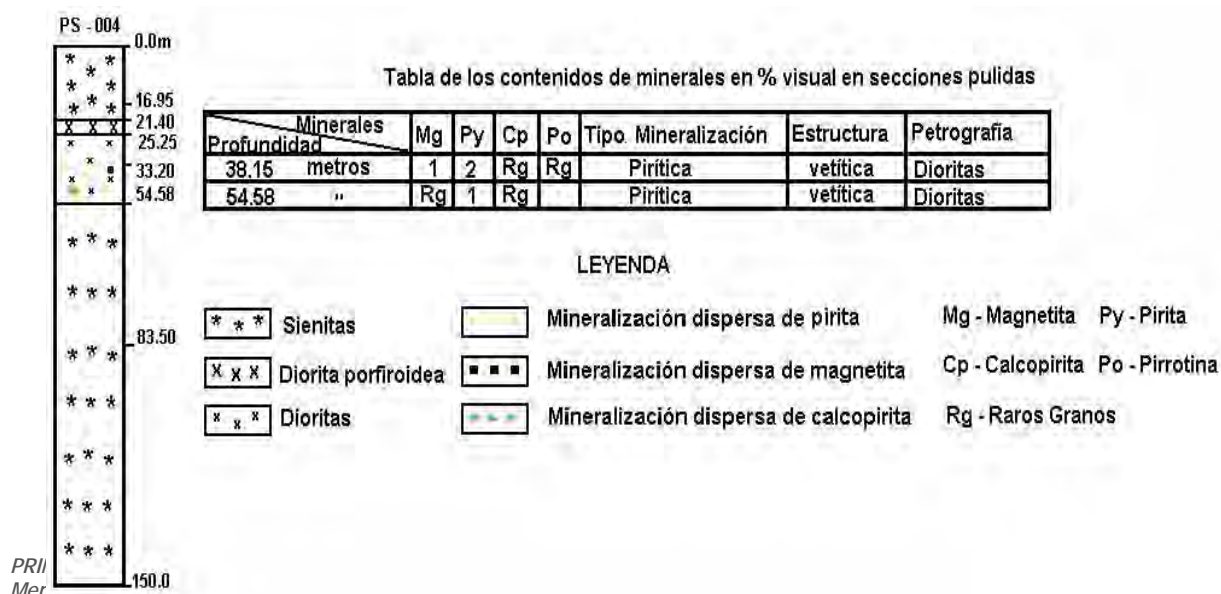 PS - 004
0.0m
16.95
21.40
25.25
33.20
54.58
83.50
150.0
Tabla de los contenidos de minerales en % visual en secciones pulidas
Minerales
Profundidad
Mg Py Cp Po Tipo Mineralización Estructura Petrografía
38.15 metros 1 2 Rg Rg Pirítica vetítica Dioritas
54.58 " Rg 1 Rg Pirítica vetítica Dioritas
LEYENDA
Sienitas
Mineralización dispersa de pirita
Mg - Magnetita Py - Pirita
Diorita porfiroidea
Mineralización dispersa de magnetita
Cp - Calcopirita Po - Pirrotina
Dioritas
Mineralización dispersa de calcopirita
Rg - Raros Granos